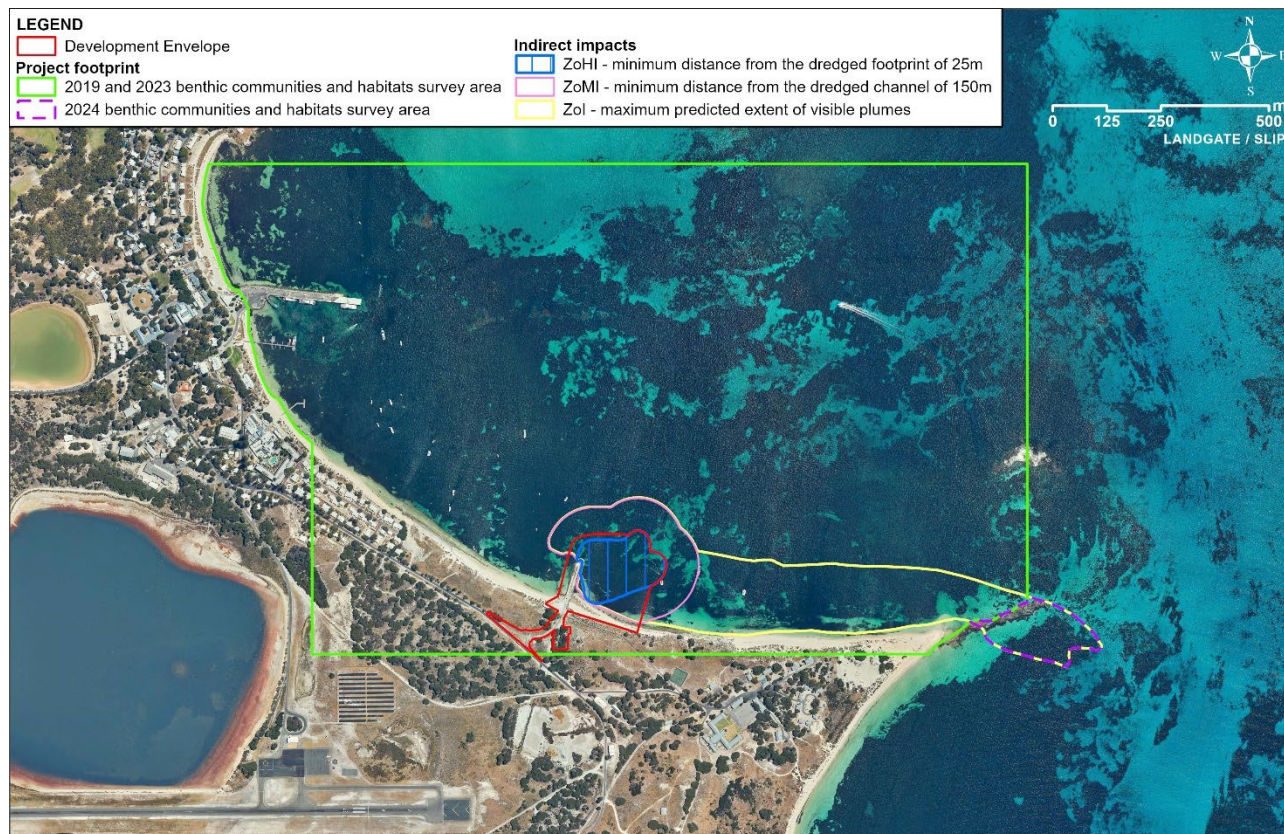 LEGEND
Development Envelope
Project footprint
2019 and 2023 benthic communities and habitats survey area
2024 benthic communities and habitats survey area
Indirect impacts
ZoHI - minimum distance from the dredged footprint of 25m
ZoMI - minimum distance from the dredged channel of 150m
ZoI - maximum predicted extent of visible plumes
N
W E
S
0 125 250 500 m
LANDGATE / SLIP